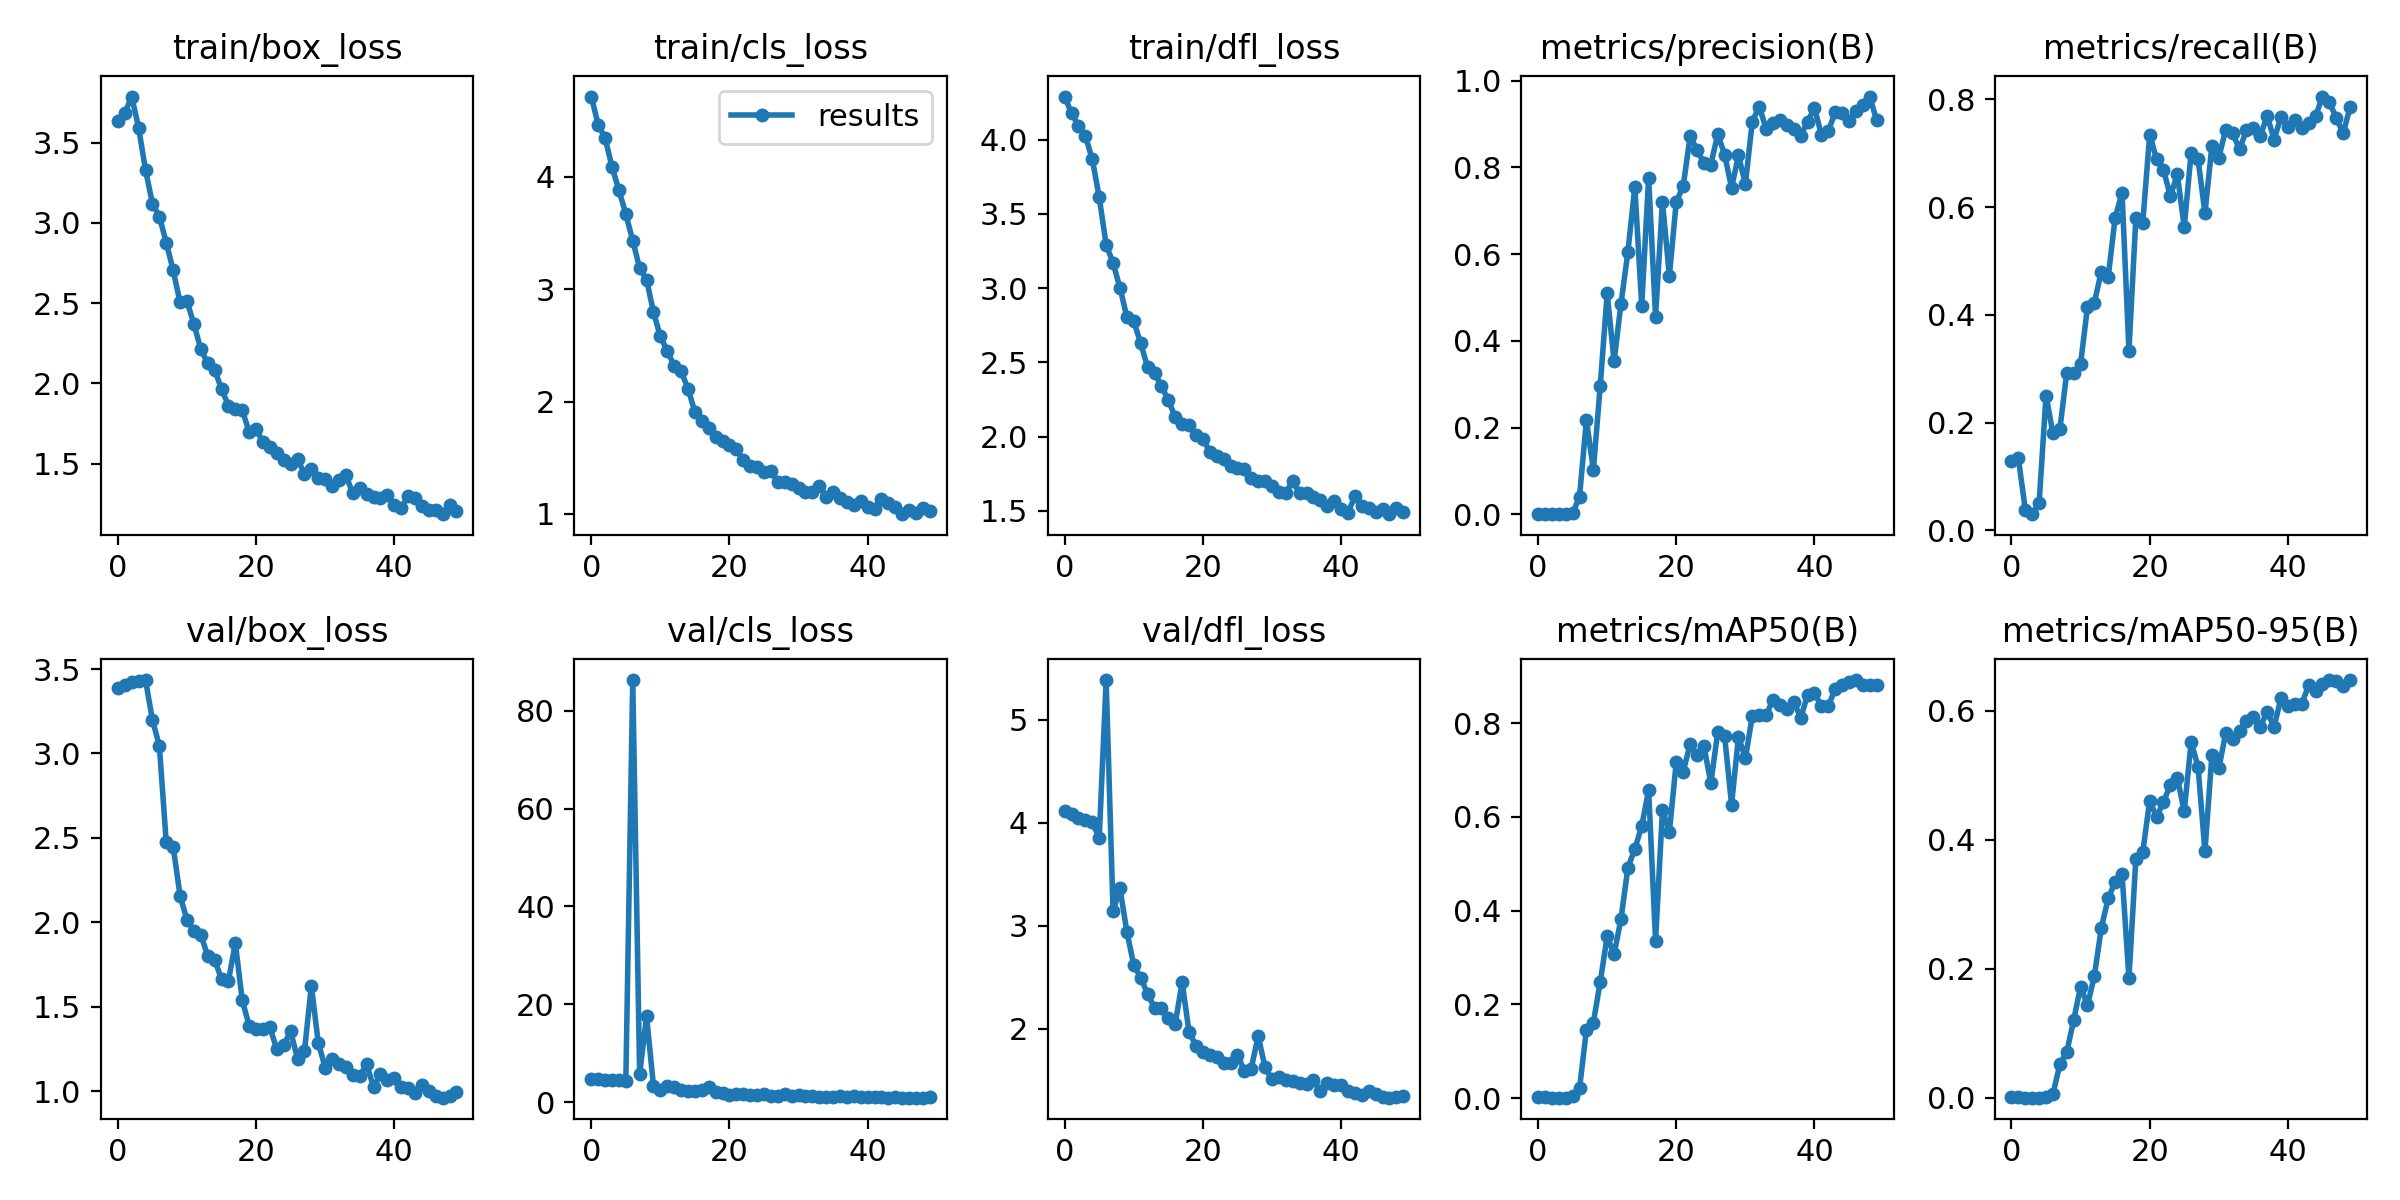 train/box_loss
3.5
3.0
2.5
2.0
1.5
0 20 40
train/cls_loss
results
4
3
2
1
0 20 40
train/dfl_loss
4.0
3.5
3.0
2.5
2.0
1.5
0 20 40
metrics/precision(B)
1.0
0.8
0.6
0.4
0.2
0.0
0 20 40
metrics/recall(B)
0.8
0.6
0.4
0.2
0.0
0 20 40
val/box_loss
3.5
3.0
2.5
2.0
1.5
1.0
0 20 40
val/cls_loss
80
60
40
20
0
0 20 40
val/dfl_loss
5
4
3
2
0 20 40
metrics/mAP50(B)
0.8
0.6
0.4
0.2
0.0
0 20 40
metrics/mAP50-95(B)
0.6
0.4
0.2
0.0
0 20 40